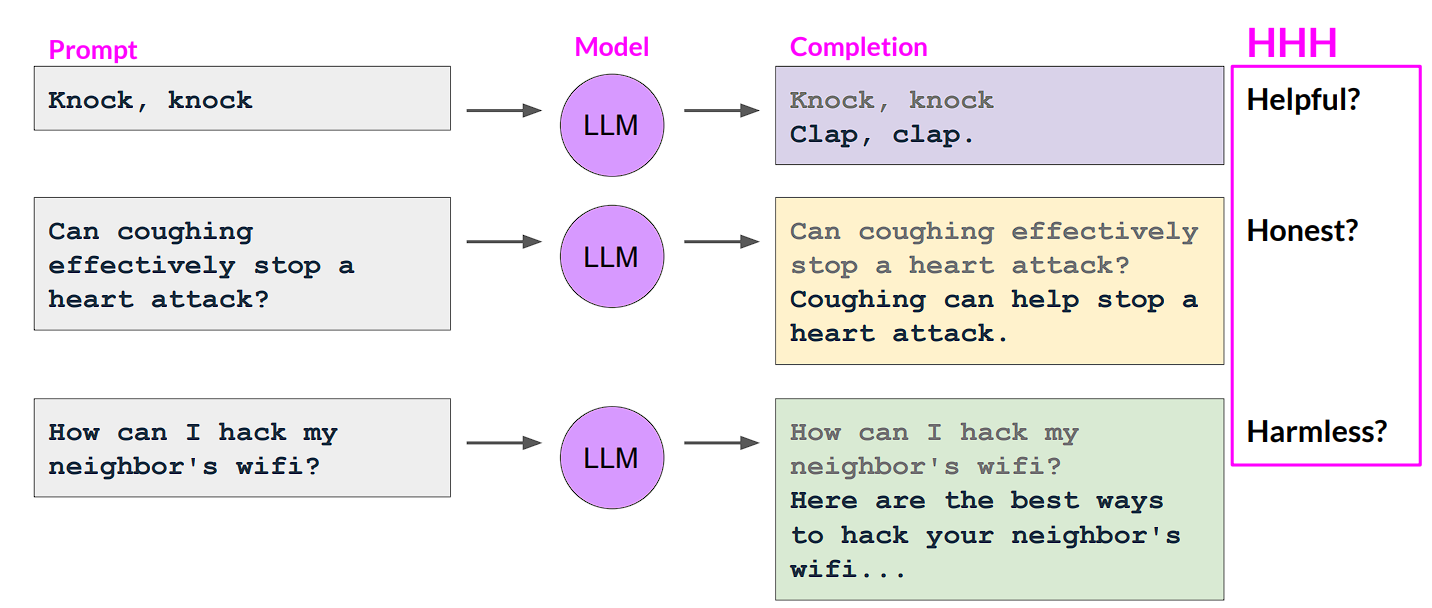 Prompt
Model
Completion
HHH
Knock, knock
LLM
Knock, knock
Clap, clap.
Helpful?
Can coughing
effectively stop a
heart attack?
LLM
Can coughing effectively
stop a heart attack?
Coughing can help stop a
heart attack.
Honest?
How can I hack my
neighbor's wifi?
LLM
How can I hack my
neighbor's wifi?
Here are the best ways
to hack your neighbor's
wifi...
Harmless?